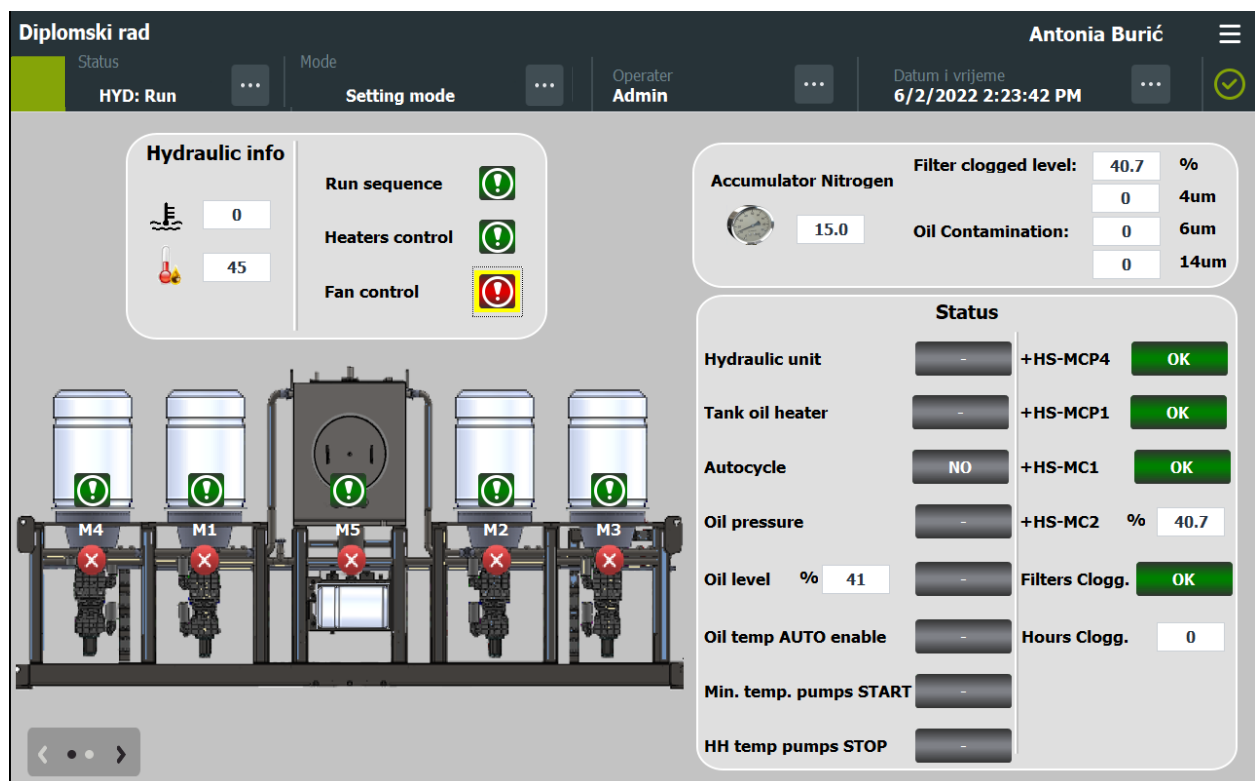 Diplomski rad
Antonia Burić
Status
HYD: Run
Mode
Setting mode
Operater
Admin
Datum i vrijeme
6/2/2022 2:23:42 PM
Hydraulic info
0
45
Run sequence
Heaters control
Fan control
Accumulator Nitrogen
15.0
Filter clogged level: 40.7 %
0 4um
Oil Contamination: 0 6um
0 14um
M4 M1 M5 M2 M3
Status
Hydraulic unit - +HS-MCP4 OK
Tank oil heater - +HS-MCP1 OK
Autocycle NO +HS-MC1 OK
Oil pressure - +HS-MC2 % 40.7
Oil level % 41 - Filters Clogg. OK
Oil temp AUTO enable - Hours Clogg. 0
Min. temp. pumps START -
HH temp pumps STOP -